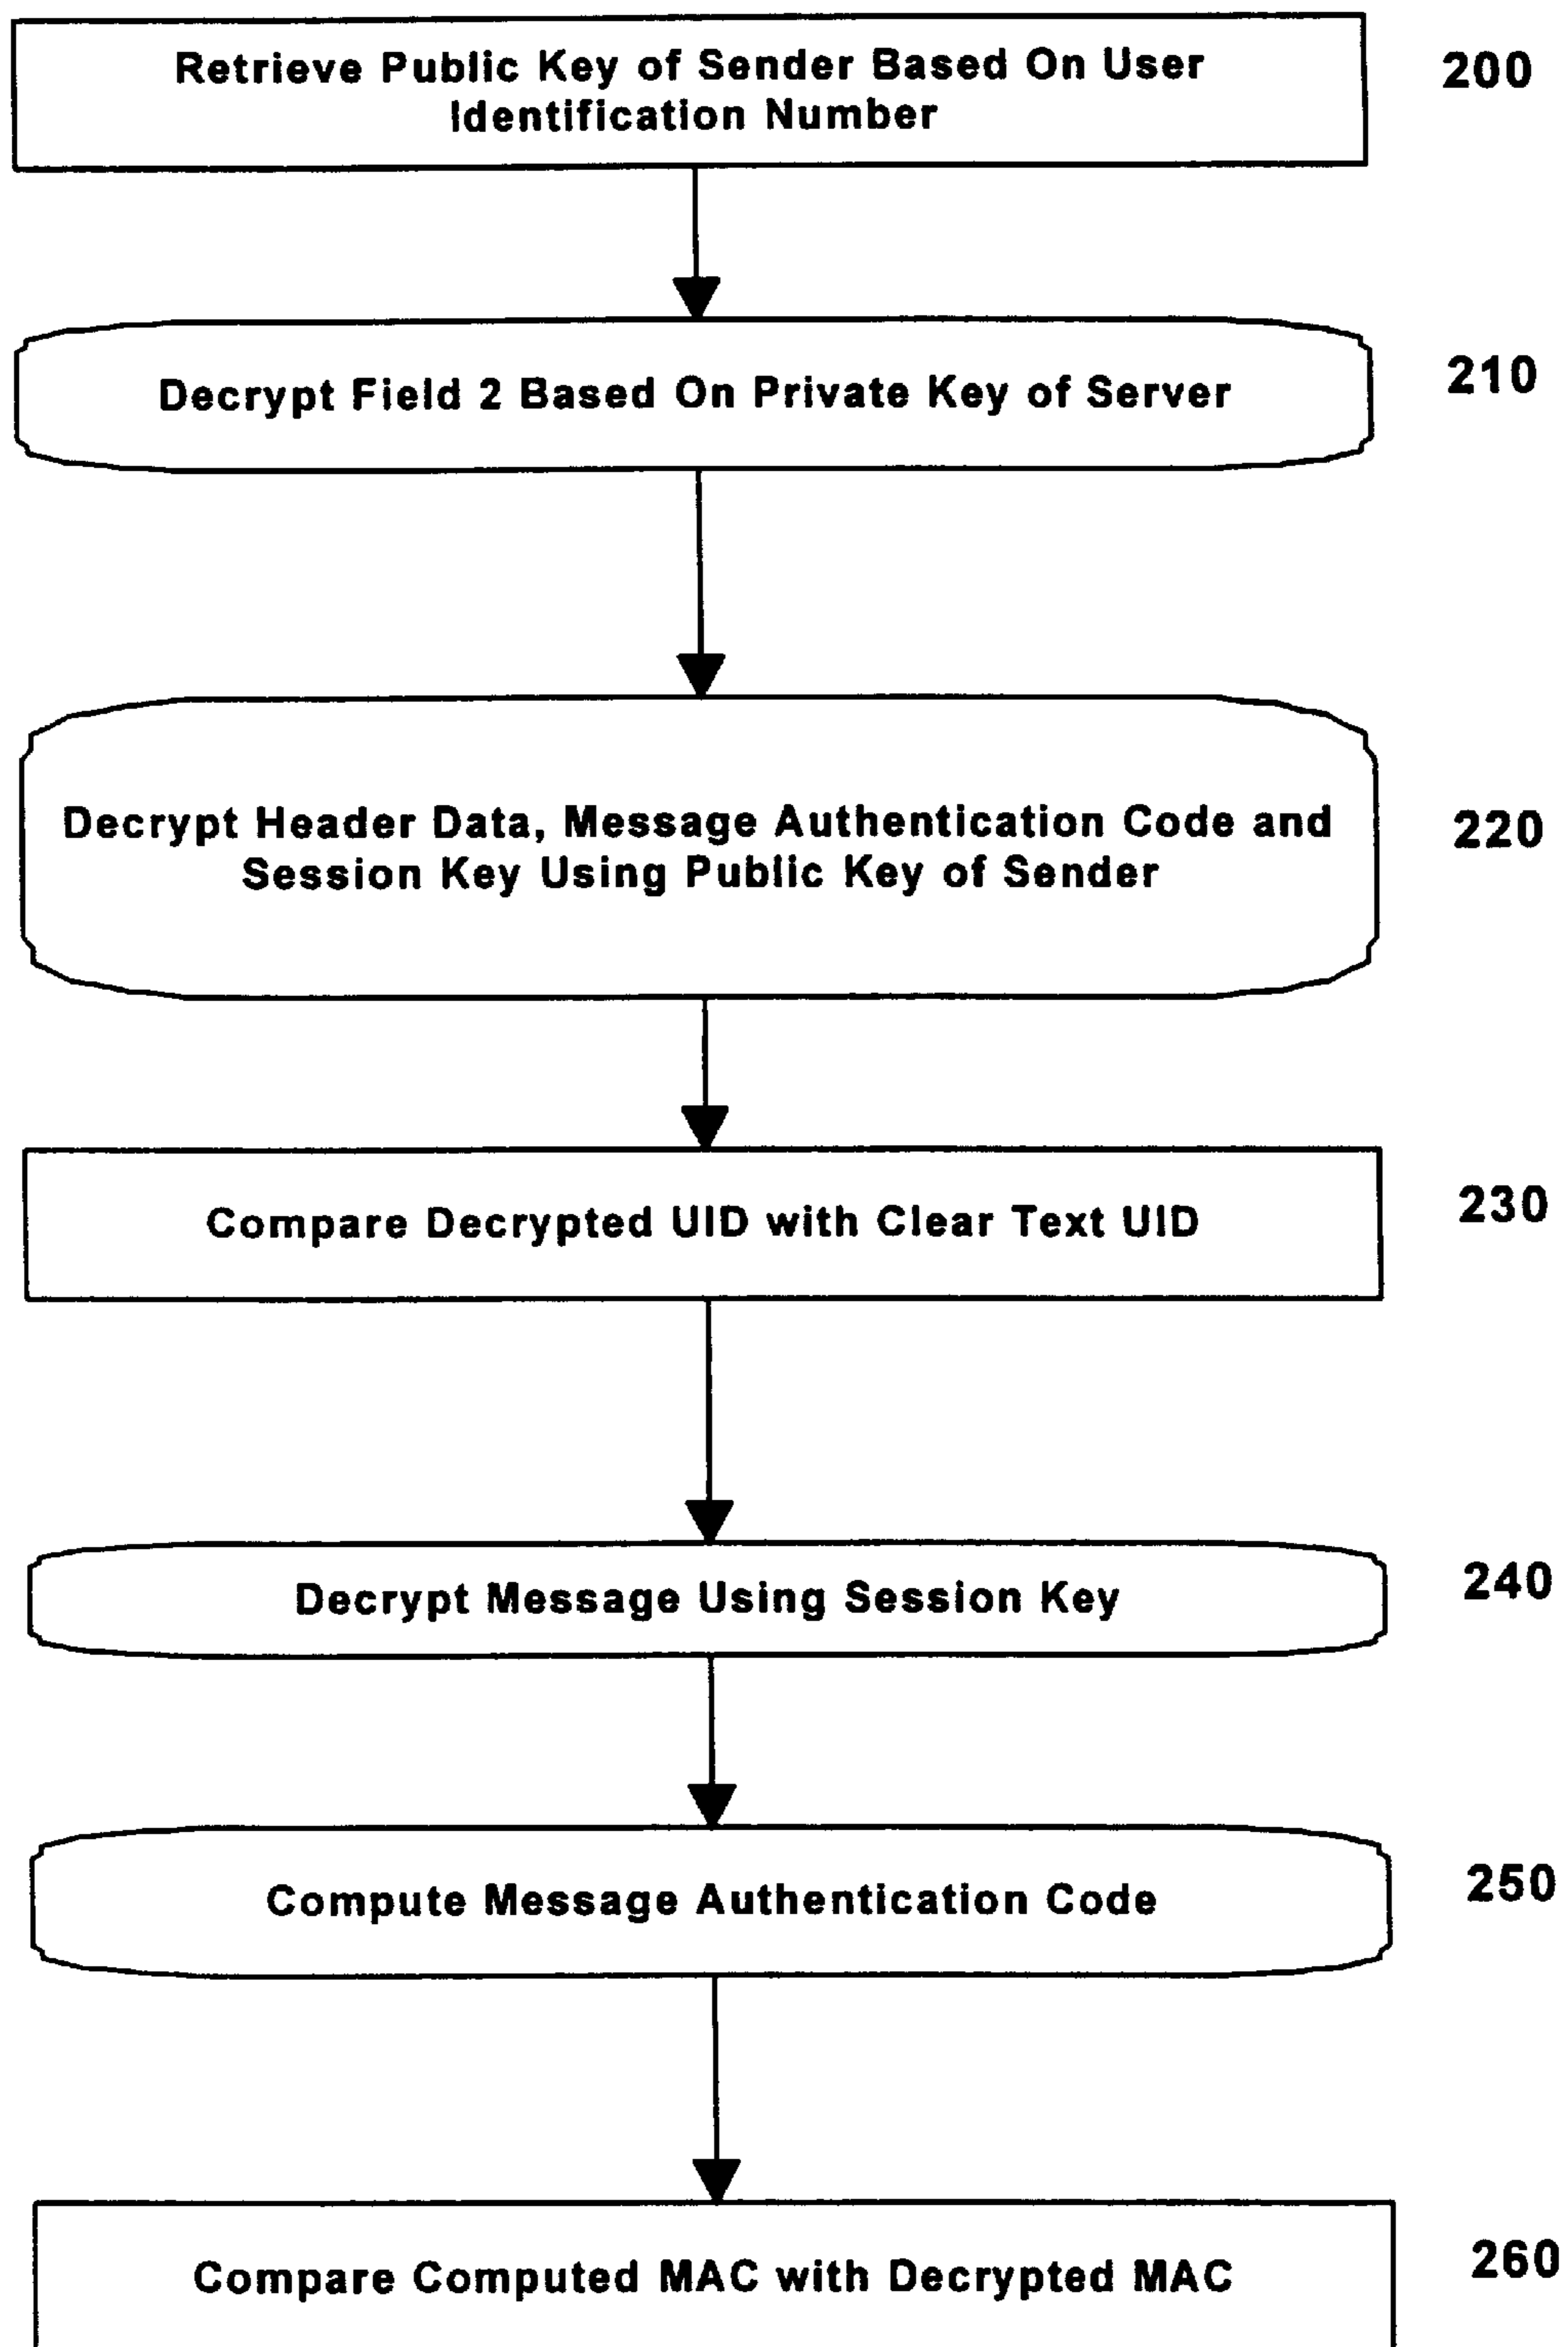 Retrieve Public Key of Sender Based On User
Identification Number
200
Decrypt Field 2 Based On Private Key of Server
210
Decrypt Header Data, Message Authentication Code and
Session Key Using Public Key of Sender
220
Compare Decrypted UID with Clear Text UID
230
Decrypt Message Using Session Key
240
Compute Message Authentication Code
250
Compare Computed MAC with Decrypted MAC
260